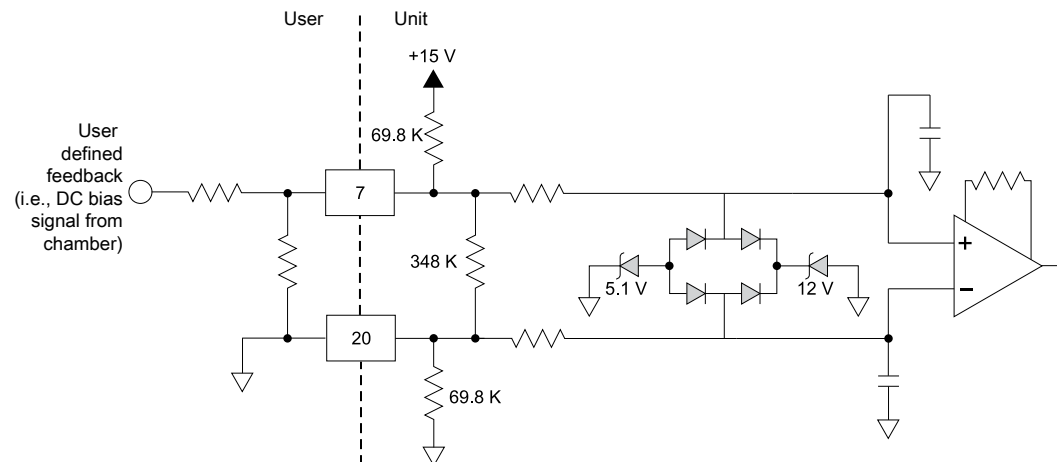 User
Unit
+15 V
69.8 K
User
defined
feedback
(i.e., DC bias
signal from
chamber)
7
348 K
5.1 V
12 V
+
−
20
69.8 K